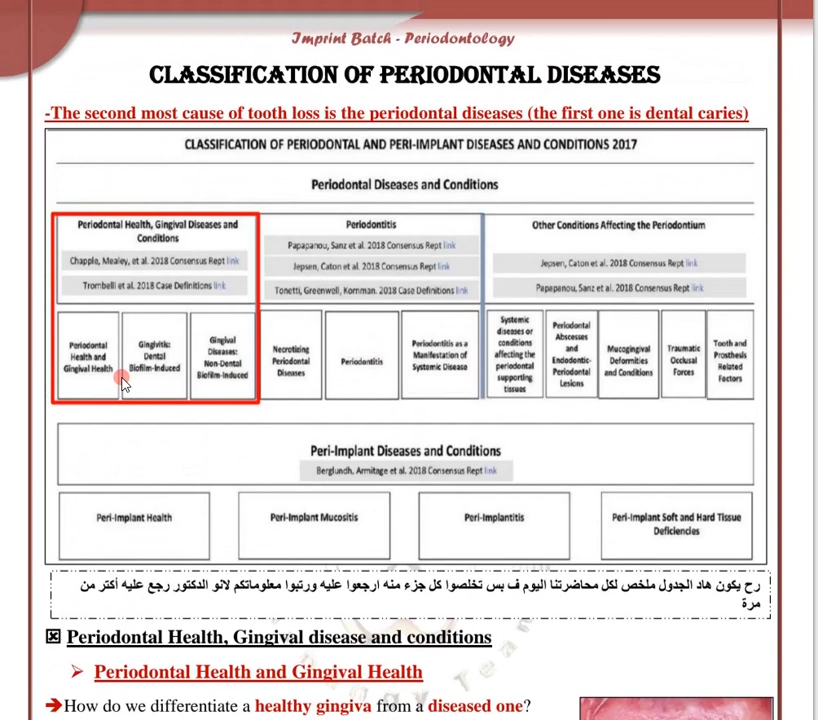 Imprint Batch - Periodontology
CLASSIFICATION OF PERIODONTAL DISEASES
-The second most cause of tooth loss is the periodontal diseases (the first one is dental caries)
CLASSIFICATION OF PERIODONTAL AND PERI-IMPLANT DISEASES AND CONDITIONS 2017
Periodontal Diseases and Conditions
Periodontal Health, Gingival Diseases and
Conditions
Chapple, Mealey, et al. 2018 Consensus Rept link
Trombelli et al. 2018 Case Definitions link
Periodontitis
Papapanou, Sanz et al. 2018 Consensus Rept link
Jepsen, Caton et al. 2018 Consensus Rept link
Tonetti, Greenwell, Kornman. 2018 Case Definitions link
Other Conditions Affecting the Periodontium
Jepsen, Caton et al. 2018 Consensus Rept link
Papapanou, Sanz et al. 2018 Consensus Rept link
Periodontal
Health and
Gingival Health
Gingivitis:
Dental
Biofilm-Induced
Gingival
Diseases:
Non-Dental
Biofilm-Induced
Necrotizing
Periodontal
Diseases
Periodontitis
Periodontitis as a
Manifestation of
Systemic Disease
Systemic
diseases or
conditions
affecting the
periodontal
supporting
tissues
Periodontal
Abscesses
and
Endodontic-
Periodontal
Lesions
Mucogingival
Deformities
and Conditions
Traumatic
Occlusal
Forces
Tooth and
Prosthesis
Related
Factors
Peri-Implant Diseases and Conditions
Berglundh, Armitage et al. 2018 Consensus Rept link
Peri-Implant Health
Peri-Implant Mucositis
Peri-Implantitis
Peri-Implant Soft and Hard Tissue
Deficiencies
رح يكون هاد الجدول ملخص لكل محاضرتنا اليوم ف بس تخلصوا كل جزء منه ارجعوا عليه ورتبوا معلوماتكم لانو الدكتور رجع عليه أكتر من
مرة
Periodontal Health, Gingival disease and conditions
Periodontal Health and Gingival Health
How do we differentiate a healthy gingiva from a diseased one?